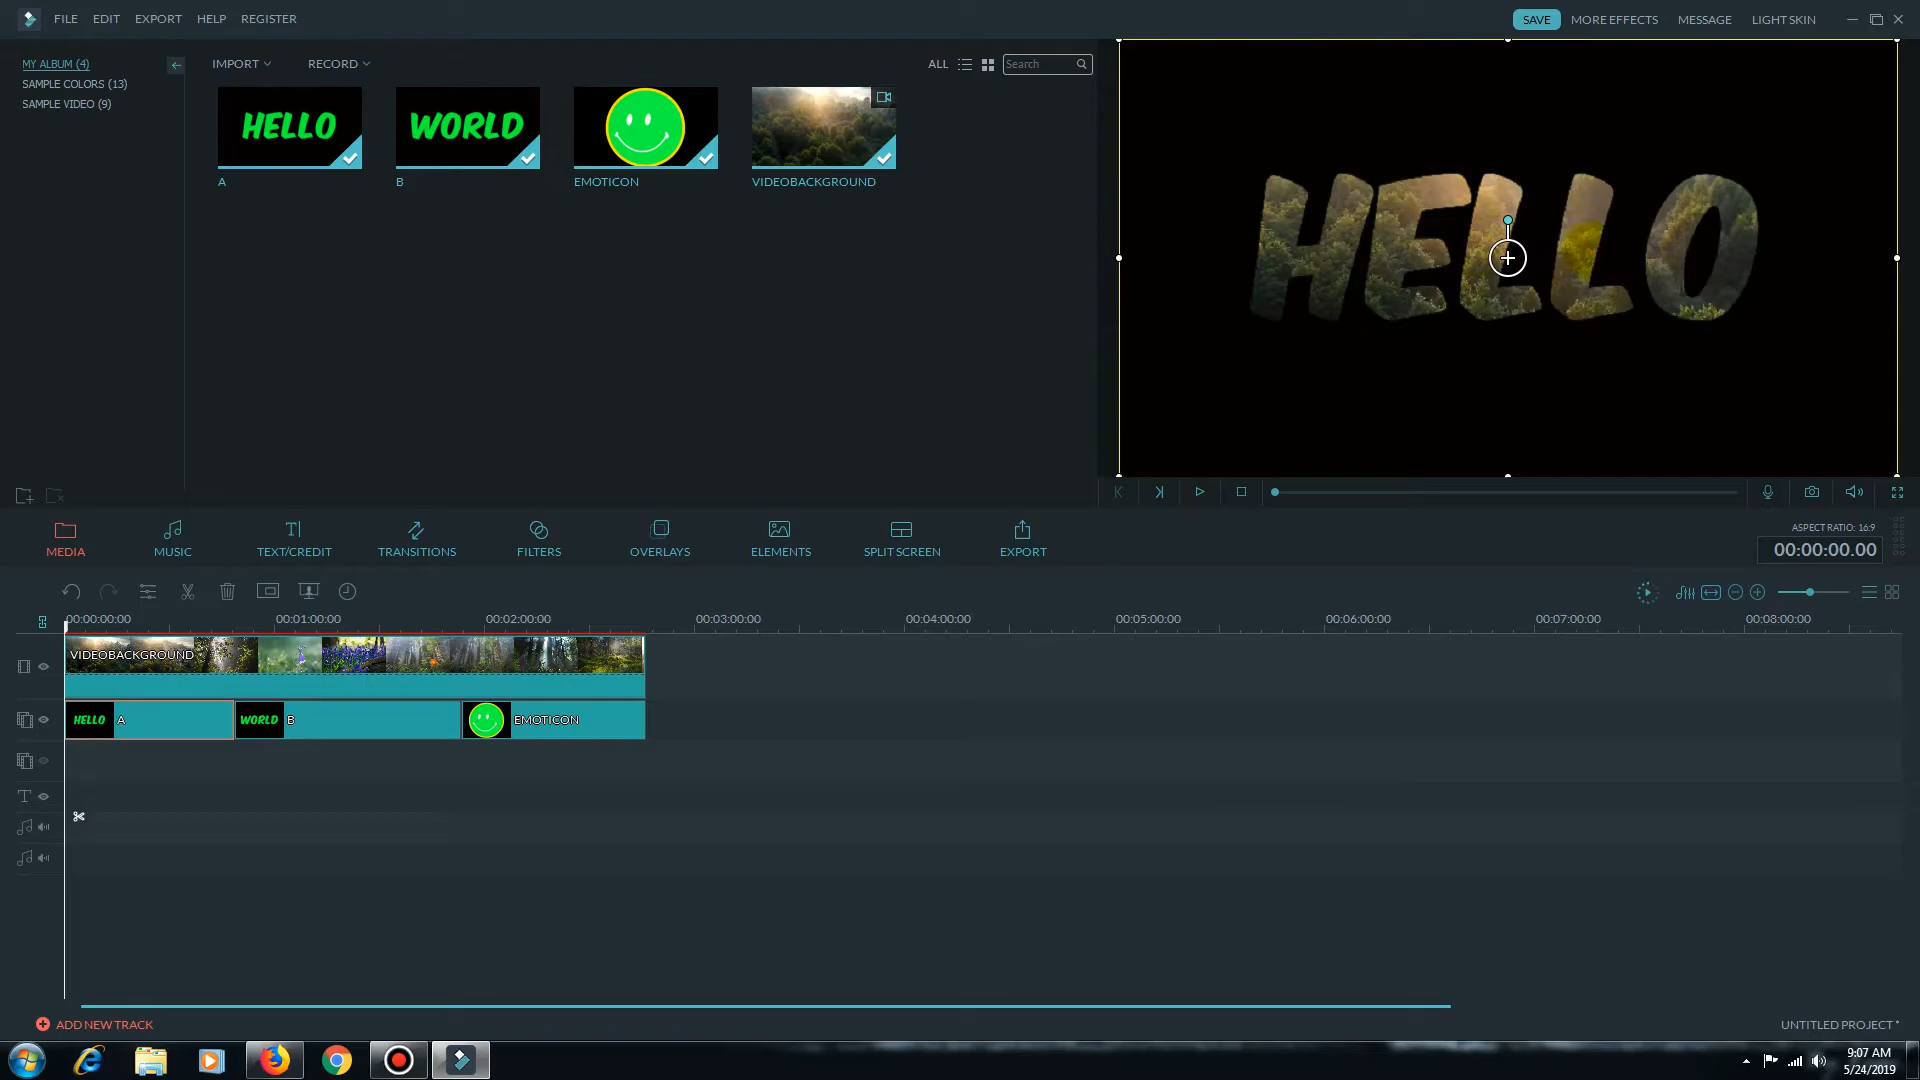 FILE EDIT EXPORT HELP REGISTER
SAVE MORE EFFECTS MESSAGE LIGHT SKIN
MY ALBUM (4)
SAMPLE COLORS (13)
SAMPLE VIDEO (9)
IMPORT RECORD
ALL Search
HELLO
WORLD
A
B
EMOTICON
VIDEOBACKGROUND
HELLO
MEDIA
MUSIC
TEXT/CREDIT
TRANSITIONS
FILTERS
OVERLAYS
ELEMENTS
SPLIT SCREEN
EXPORT
ASPECT RATIO: 16:9
00:00:00.00
00:00:00:00 00:01:00:00 00:02:00:00 00:03:00:00 00:04:00:00 00:05:00:00 00:06:00:00 00:07:00:00 00:08:00:00
VIDEOBACKGROUND
HELLO A WORLD B EMOTICON
ADD NEW TRACK
UNTITLED PROJECT *
9:07 AM
5/24/2019